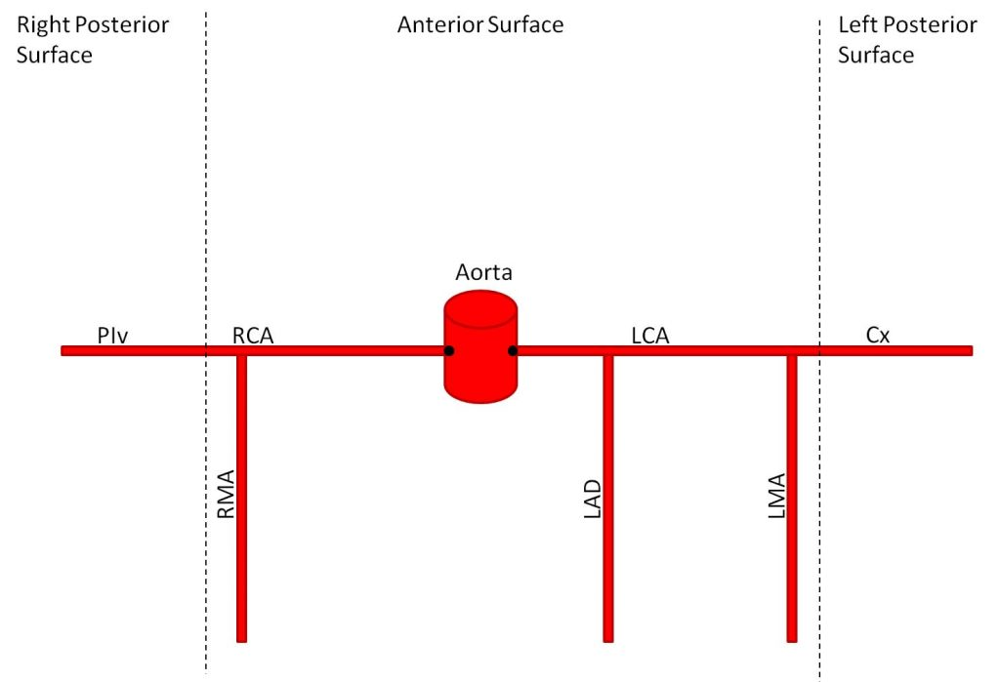 Right Posterior
Surface
Anterior Surface
Left Posterior
Surface
Aorta
PIv
RCA
LCA
Cx
RMA
LAD
LMA